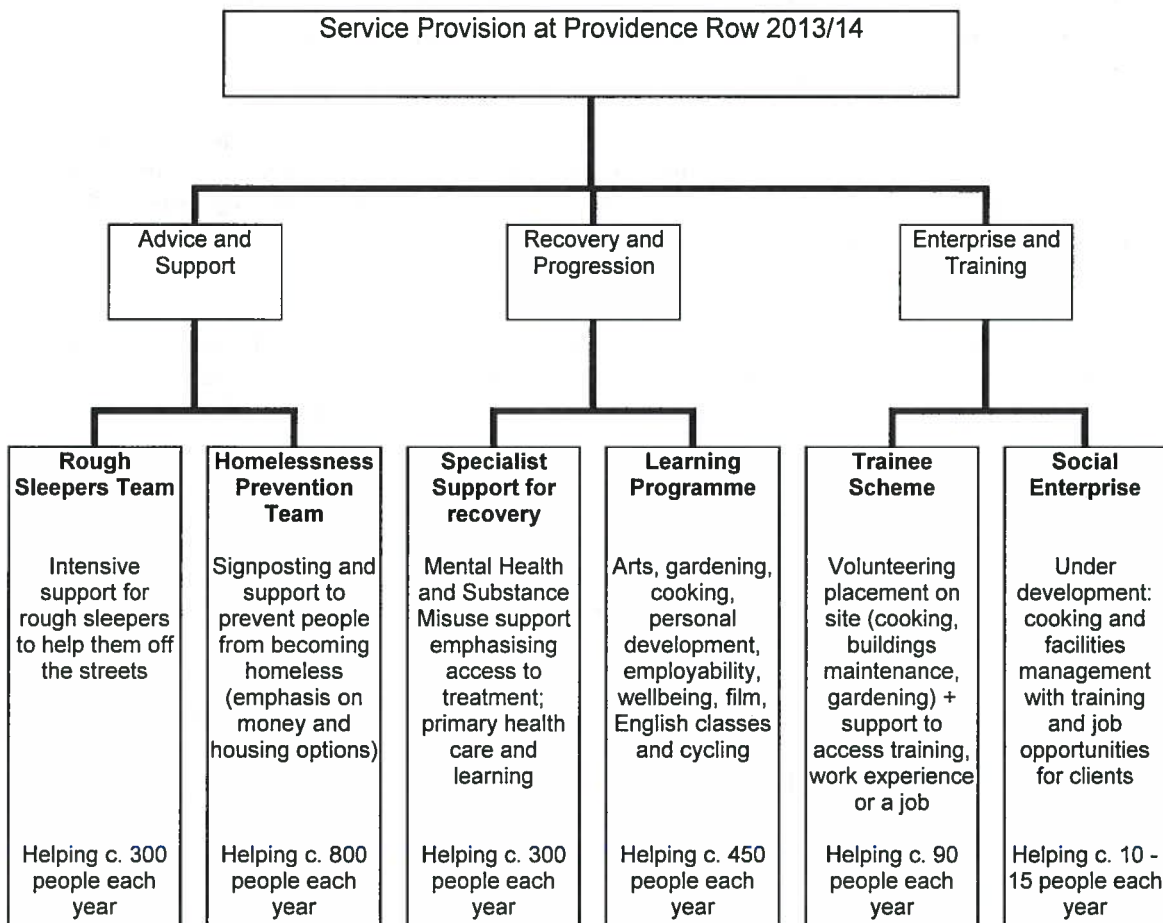 Service Provision at Providence Row 2013/14
Advice and
Support
Recovery and
Progression
Enterprise and
Training
Rough
Sleepers Team
Intensive
support for
rough sleepers
to help them off
the streets
Helping c. 300
people each
year
Homelessness
Prevention
Team
Signposting and
support to
prevent people
from becoming
homeless
(emphasis on
money and
housing options)
Helping c. 800
people each
year
Specialist
Support for
recovery
Mental Health
and Substance
Misuse support
emphasising
access to
treatment;
primary health
care and
learning
Helping c. 300
people each
year
Learning
Programme
Arts, gardening,
cooking,
personal
development,
employability,
wellbeing, film,
English classes
and cycling
Helping c. 450
people each
year
Trainee
Scheme
Volunteering
placement on
site (cooking,
buildings
maintenance,
gardening) +
support to
access training,
work experience
or a job
Helping c. 90
people each
year
Social
Enterprise
Under
development:
cooking and
facilities
management
with training
and job
opportunities
for clients
Helping c. 10 -
15 people each
year